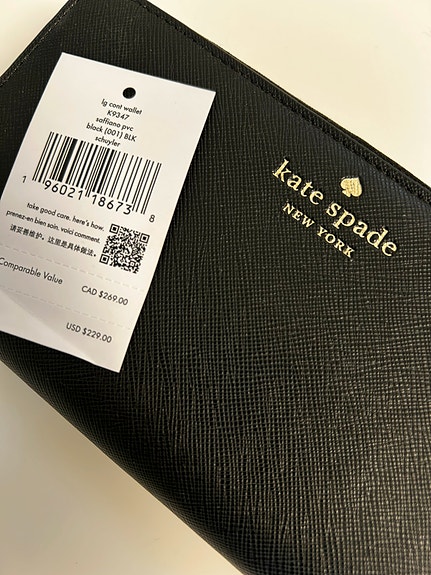 lg cont wallet
K9347
saffiano pvc
block (001) BLK
schuyler
1 96021 18673 8
take good care. here's how.
prenez-en bien soin. voici comment.
请妥善维护。这里是具体做法。
Comparable Value
CAD $269.00
USD $229.00
kate spade
NEW YORK